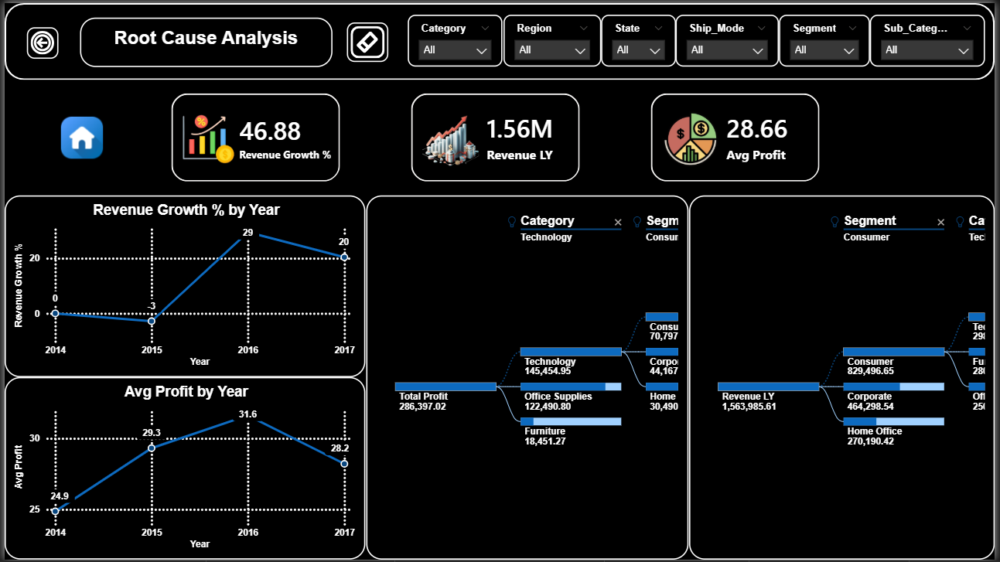 Root Cause Analysis
Category
All
Region
All
State
All
Ship_Mode
All
Segment
All
Sub_Categ...
All
%
$
$
$
46.88
Revenue Growth %
1.56M
Revenue LY
28.66
Avg Profit
Revenue Growth % by Year
Revenue Growth %
20
0
0
-3
29
20
2014
2015
2016
2017
Year
Avg Profit by Year
Avg Profit
30
25
24.9
29.3
31.6
28.2
2014
2015
2016
2017
Year
Category
Technology
Segm
Consur
Total Profit
286,397.02
Technology
145,454.95
Office Supplies
122,490.80
Furniture
18,451.27
Consu
70,797
Corpo
44,167
Home
30,490
Segment
Consumer
Ca
Tec
Revenue LY
1,563,985.61
Consumer
829,496.65
Corporate
464,298.54
Home Office
270,190.42
Tec
298
Fu
280
Off
250